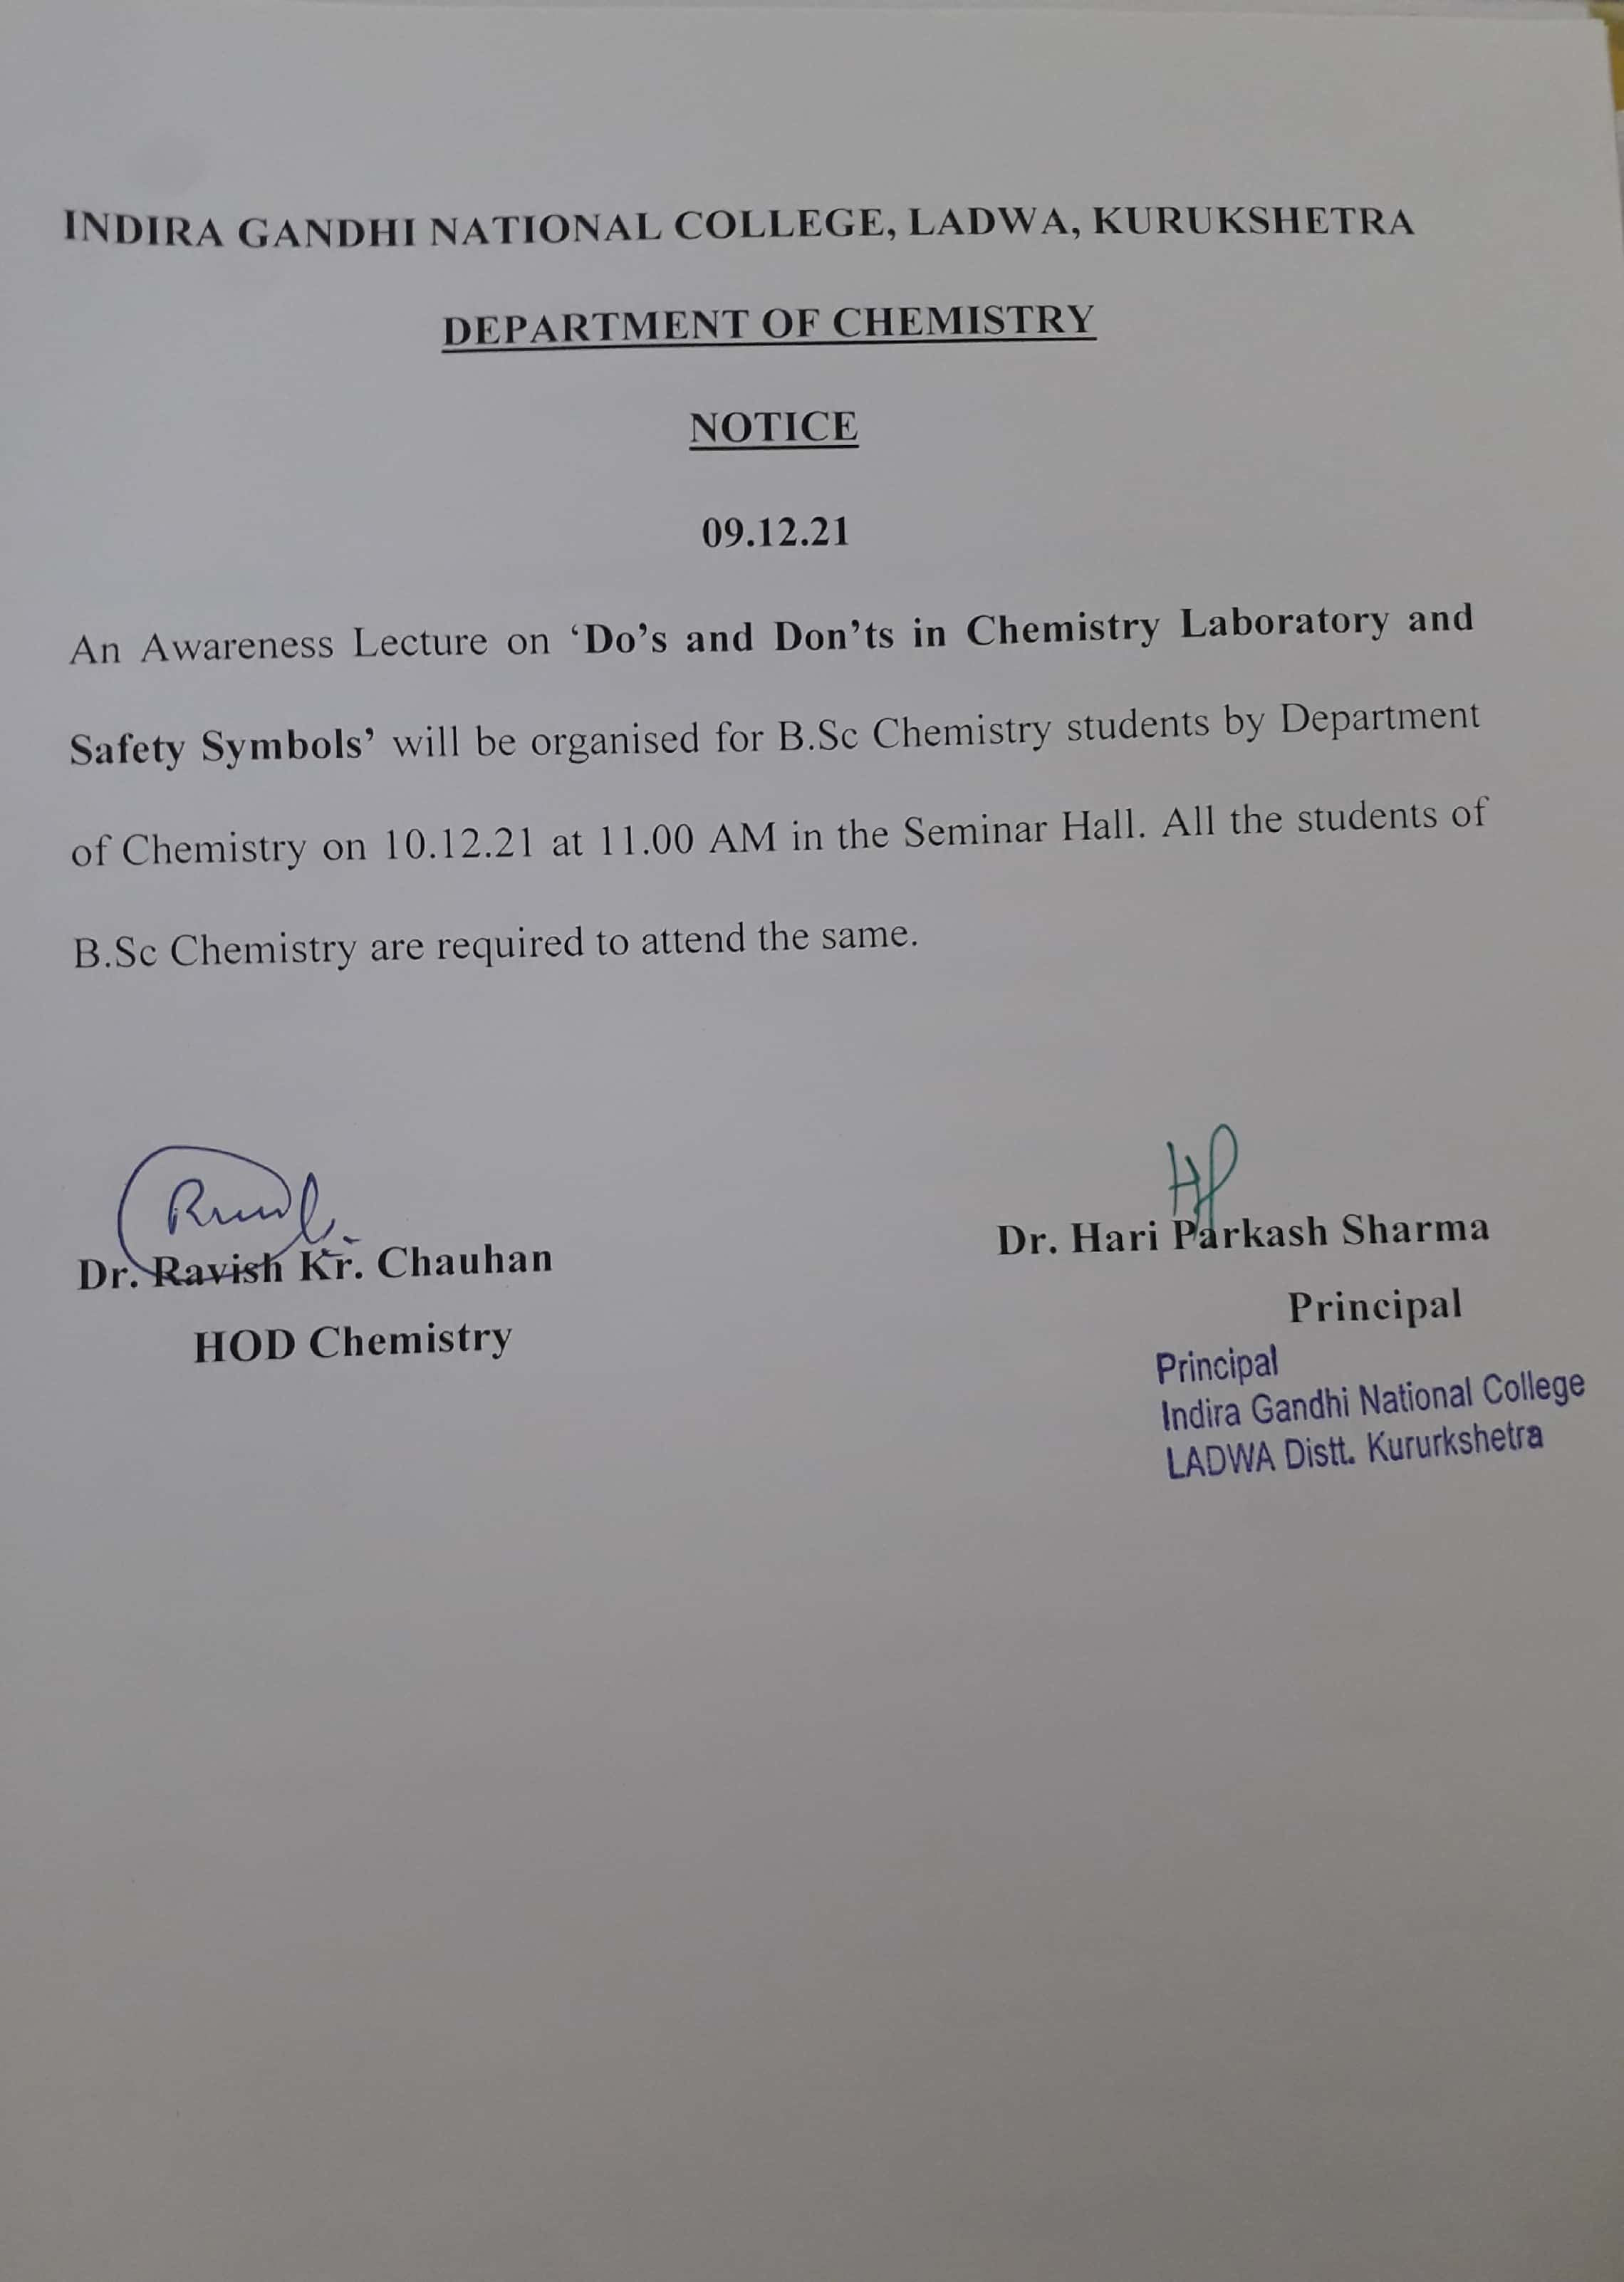 INDIRA GANDHI NATIONAL COLLEGE, LADWA, KURUKSHETRA
DEPARTMENT OF CHEMISTRY
NOTICE
09.12.21
An Awareness Lecture on ‘Do’s and Don’ts in Chemistry Laboratory and
Safety Symbols’ will be organised for B.Sc Chemistry students by Department
of Chemistry on 10.12.21 at 11.00 AM in the Seminar Hall. All the students of
B.Sc Chemistry are required to attend the same.
Dr. Ravish Kr. Chauhan
HOD Chemistry
Dr. Hari Parkash Sharma
Principal
Principal
Indira Gandhi National College
LADWA Distt. Kururkshetra